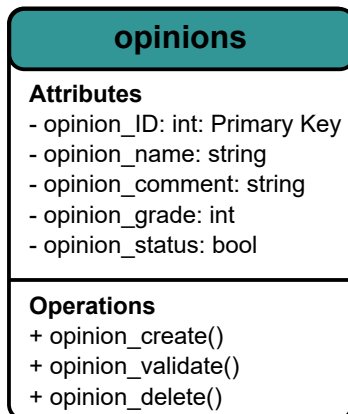 opinions
Attributes
- opinion_ID: int: Primary Key
- opinion_name: string
- opinion_comment: string
- opinion_grade: int
- opinion_status: bool
Operations
+ opinion_create()
+ opinion_validate()
+ opinion_delete()